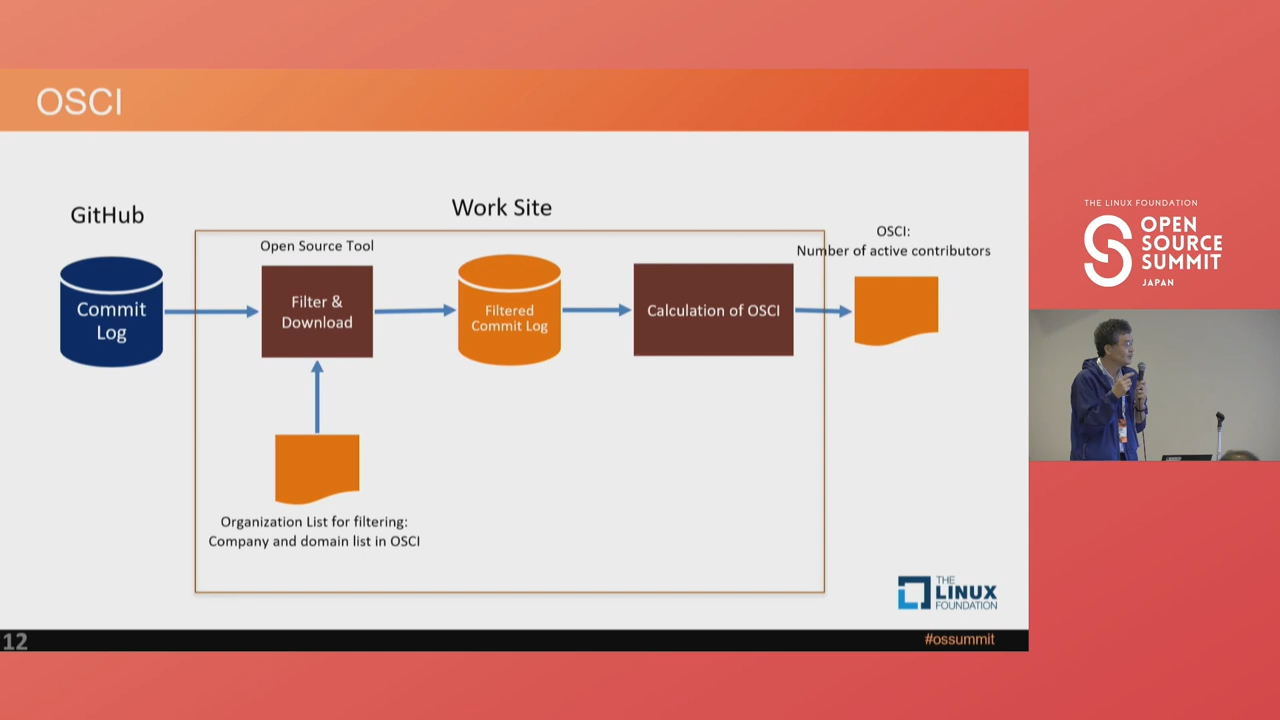 OSCI
GitHub
Work Site
Open Source Tool
OSCI:
Number of active contributors
Commit
Log
Filter &
Download
Filtered
Commit Log
Calculation of OSCI
Organization List for filtering:
Company and domain list in OSCI
THE
LINUX
FOUNDATION
12
#ossummit
THE LINUX FOUNDATION
OPEN
SOURCE
SUMMIT
JAPAN